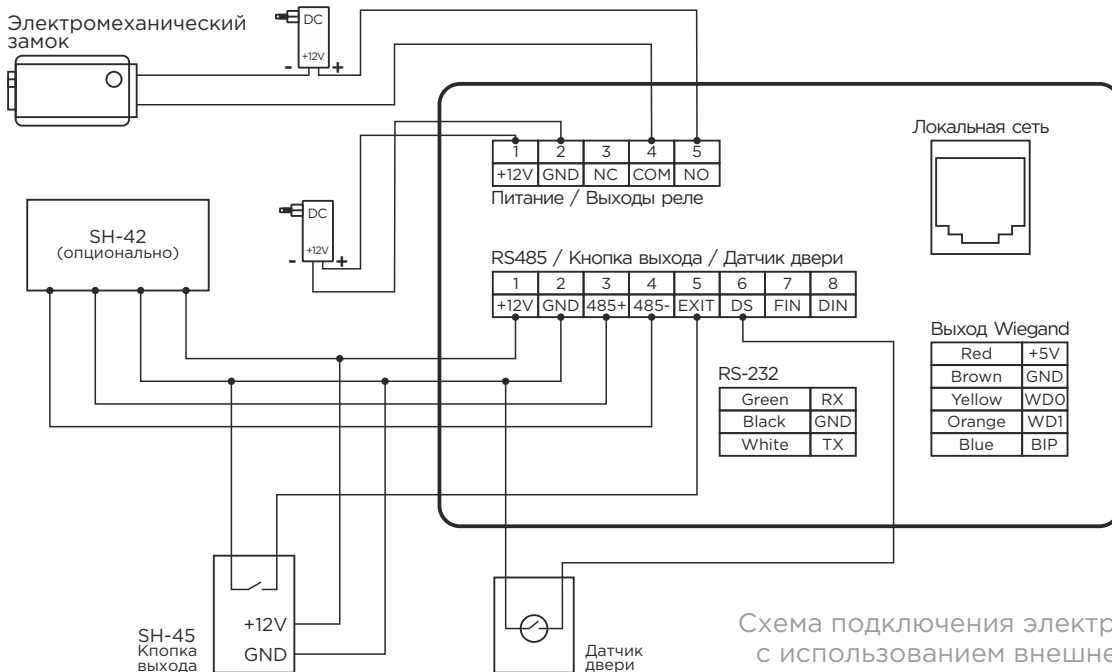 Электромеханический
замок
DC
+12V
- +
Локальная сеть
1 2 3 4 5
+12V GND NC COM NO
Питание / Выходы реле
SH-42
(опционально)
DC
+12V
- +
RS485 / Кнопка выхода / Датчик двери
1 2 3 4 5 6 7 8
+12V GND 485+ 485- EXIT DS FIN DIN
Выход Wiegand
Red +5V
Brown GND
Yellow WD0
Orange WD1
Blue BIP
RS-232
Green RX
Black GND
White TX
+12V
GND
SH-45
Кпопка
выхода
Датчик
двери
Схема подключения электр
с использованием внешне